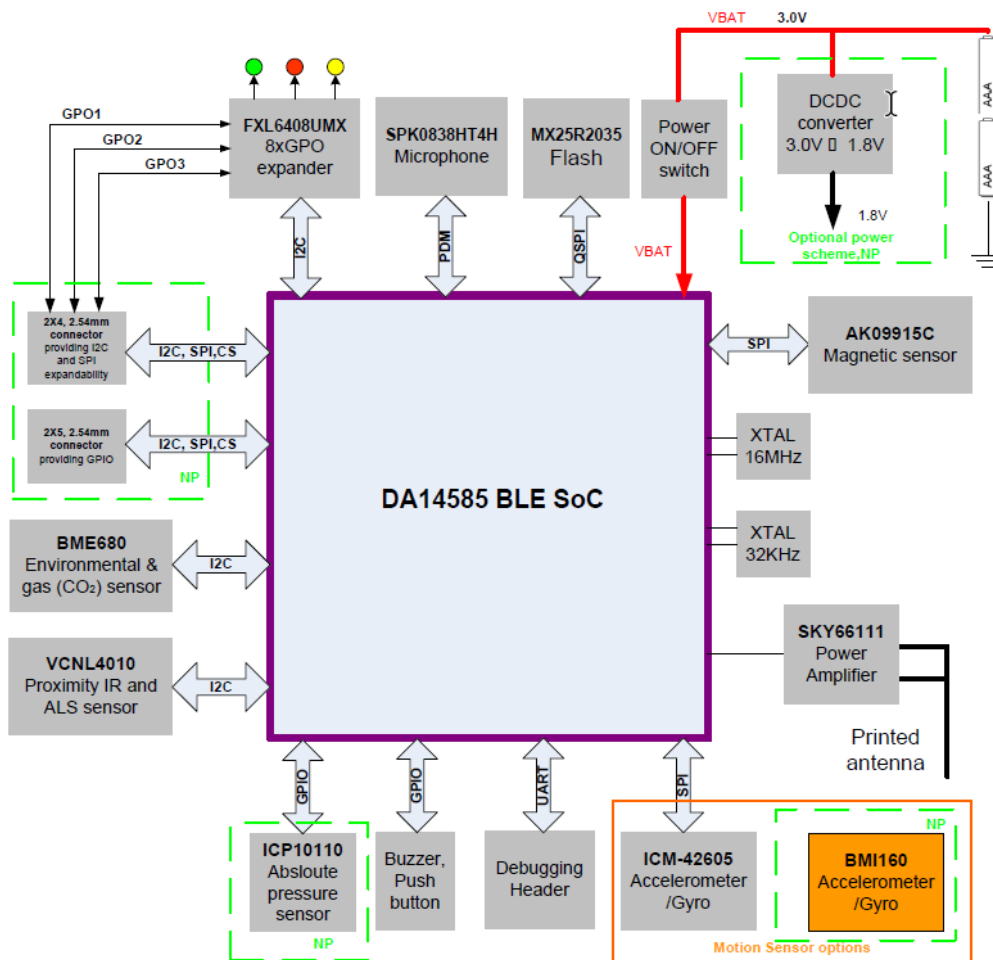 VBAT 3.0V
GPO1
GPO2
GPO3
FXL6408UMX
8xGPO
expander
SPK0838HT4H
Microphone
MX25R2035
Flash
Power
ON/OFF
switch
DCDC
converter
3.0V ▯ 1.8V
AAA
AAA
1.8V
Optional power
scheme,NP
I2C
PDM
QSPI
VBAT
2X4, 2.54mm
connector
providing I2C
and SPI
expandability
I2C, SPI,CS
2X5, 2.54mm
connector
providing GPIO
I2C, SPI,CS
NP
SPI
AK09915C
Magnetic sensor
XTAL
16MHz
DA14585 BLE SoC
XTAL
32KHz
BME680
Environmental &
gas (CO₂) sensor
I2C
VCNL4010
Proximity IR and
ALS sensor
I2C
SKY66111
Power
Amplifier
Printed
antenna
GPIO
GPIO
UART
SPI
ICP10110
Absloute
pressure
sensor
NP
Buzzer,
Push
button
Debugging
Header
ICM-42605
Accelerometer
/Gyro
NP
BMI160
Accelerometer
/Gyro
Motion Sensor options